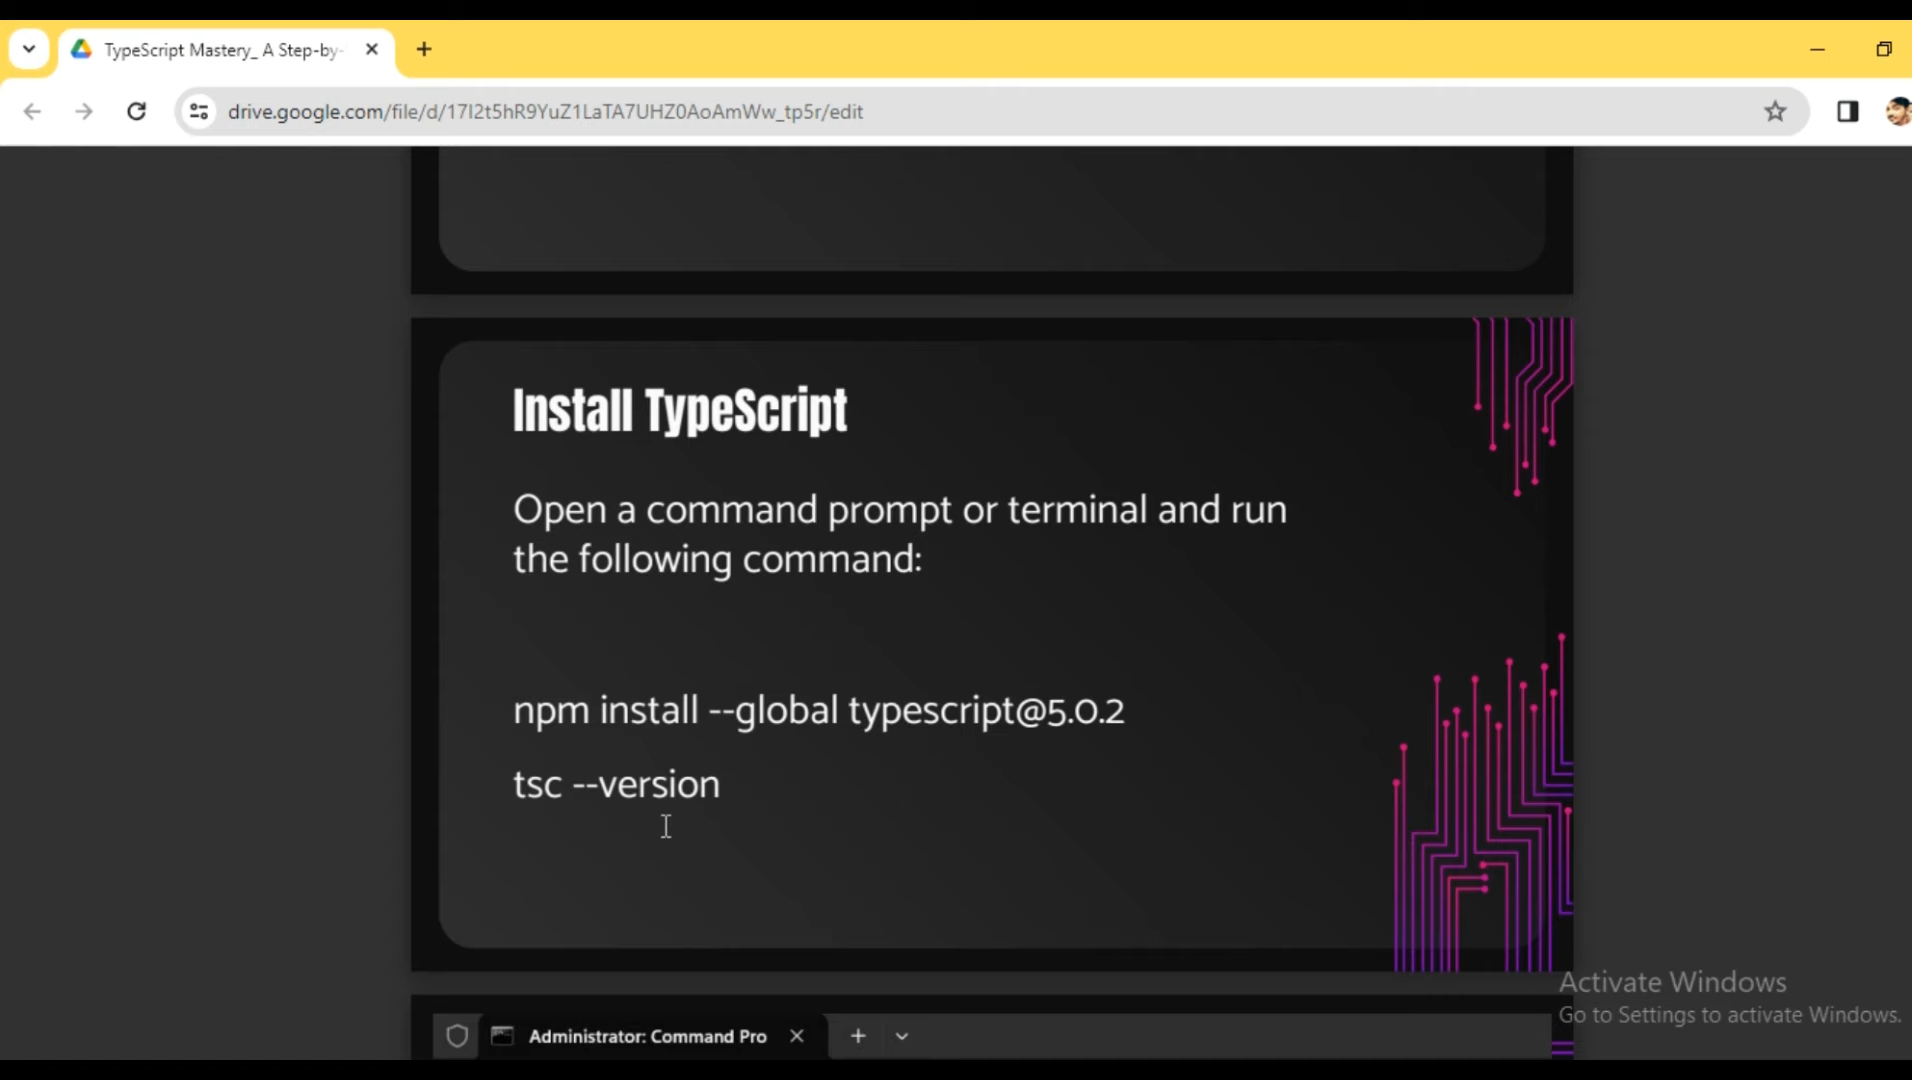 TypeScript Mastery_ A Step-by-
drive.google.com/file/d/17I2t5hR9YuZ1LaTA7UHZ0AoAmWw_tp5r/edit
Install TypeScript
Open a command prompt or terminal and run
the following command:
npm install --global typescript@5.0.2
tsc --version
Activate Windows
Go to Settings to activate Windows.
Administrator: Command Pro